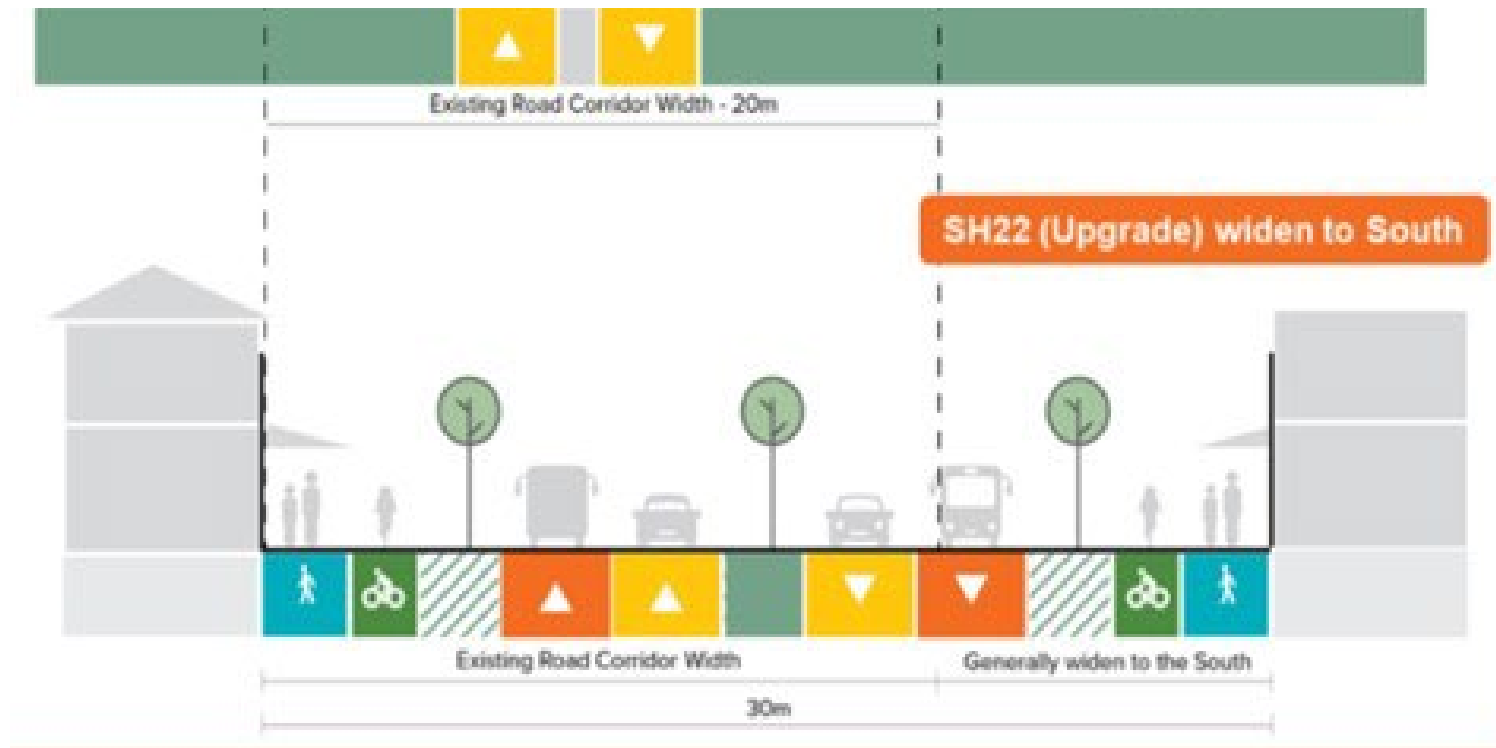 Existing Road Corridor Width - 20m
SH22 (Upgrade) widen to South
Existing Road Corridor Width
Generally widen to the South
30m